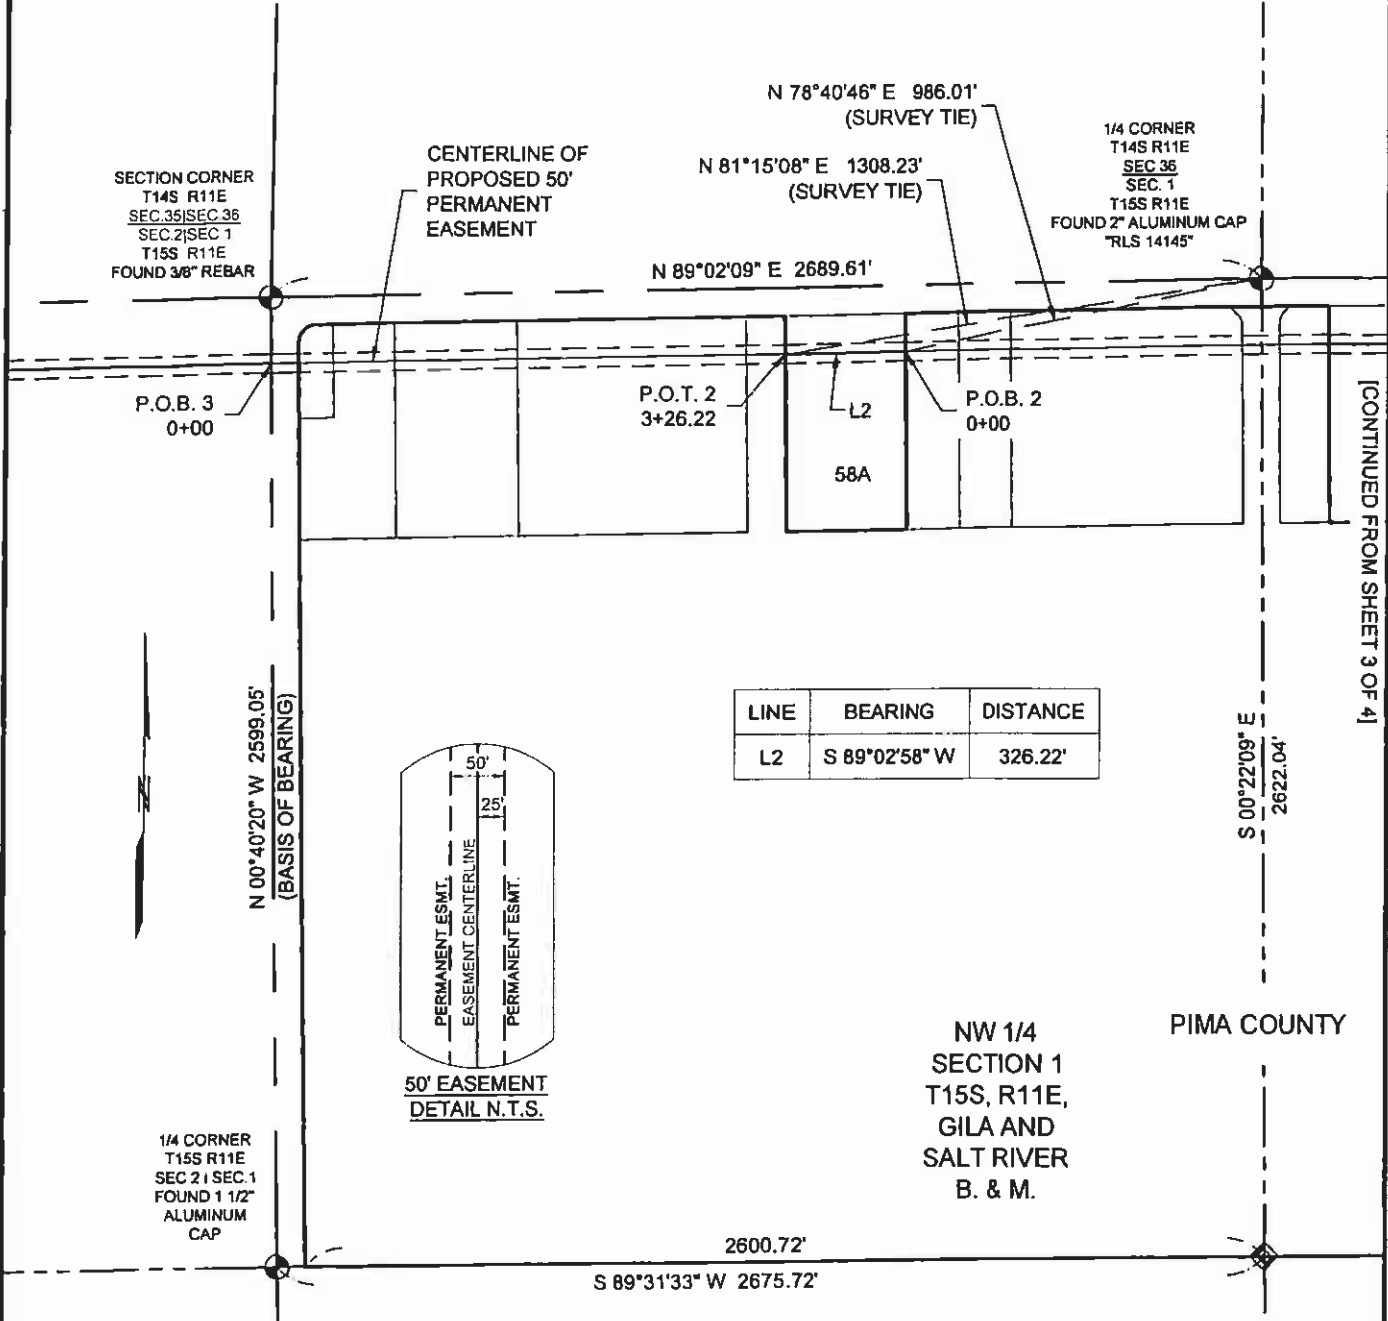 N 78°40'46" E 986.01'
(SURVEY TIE)
N 81°15'08" E 1308.23'
(SURVEY TIE)
1/4 CORNER
T14S R11E
SEC 36
SEC. 1
T15S R11E
FOUND 2" ALUMINUM CAP
"RLS 14145"
CENTERLINE OF
PROPOSED 50'
PERMANENT
EASEMENT
SECTION CORNER
T14S R11E
SEC.35|SEC 36
SEC.2|SEC 1
T15S R11E
FOUND 3/8" REBAR
N 89°02'09" E 2689.61'
P.O.B. 3
0+00
P.O.T. 2
3+26.22
L2
P.O.B. 2
0+00
58A
[CONTINUED FROM SHEET 3 OF 4]
LINE BEARING DISTANCE
L2 S 89°02'58" W 326.22'
N 00°40'20" W 2599.05'
(BASIS OF BEARING)
N
50'
25'
PERMANENT ESMT.
EASEMENT CENTERLINE
PERMANENT ESMT.
50' EASEMENT
DETAIL N.T.S.
S 00°22'09" E
2622.04'
NW 1/4
SECTION 1
T15S, R11E,
GILA AND
SALT RIVER
B. & M.
PIMA COUNTY
1/4 CORNER
T15S R11E
SEC 2 | SEC.1
FOUND 1 1/2"
ALUMINUM
CAP
2600.72'
S 89°31'33" W 2675.72'